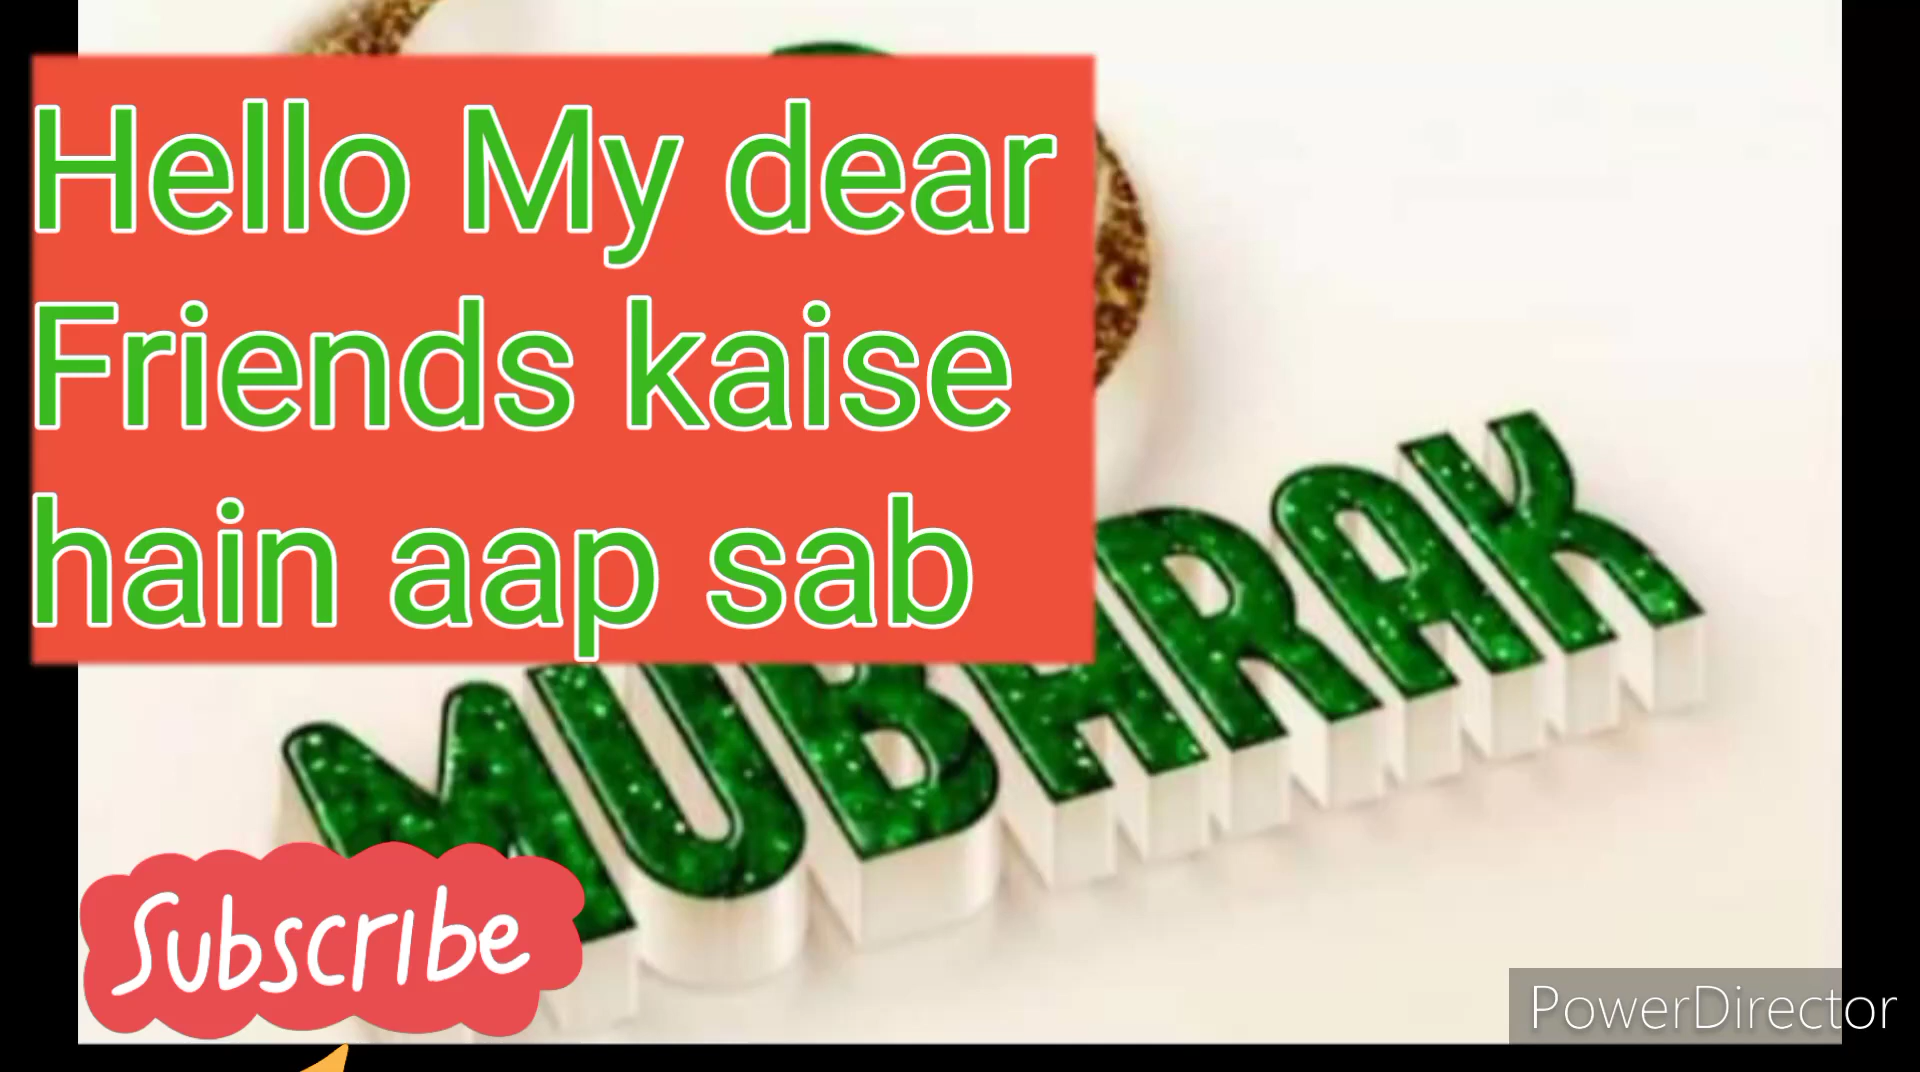 Hello My dear
Friends kaise
hain aap sab
MUBARAK
Subscribe
PowerDirector